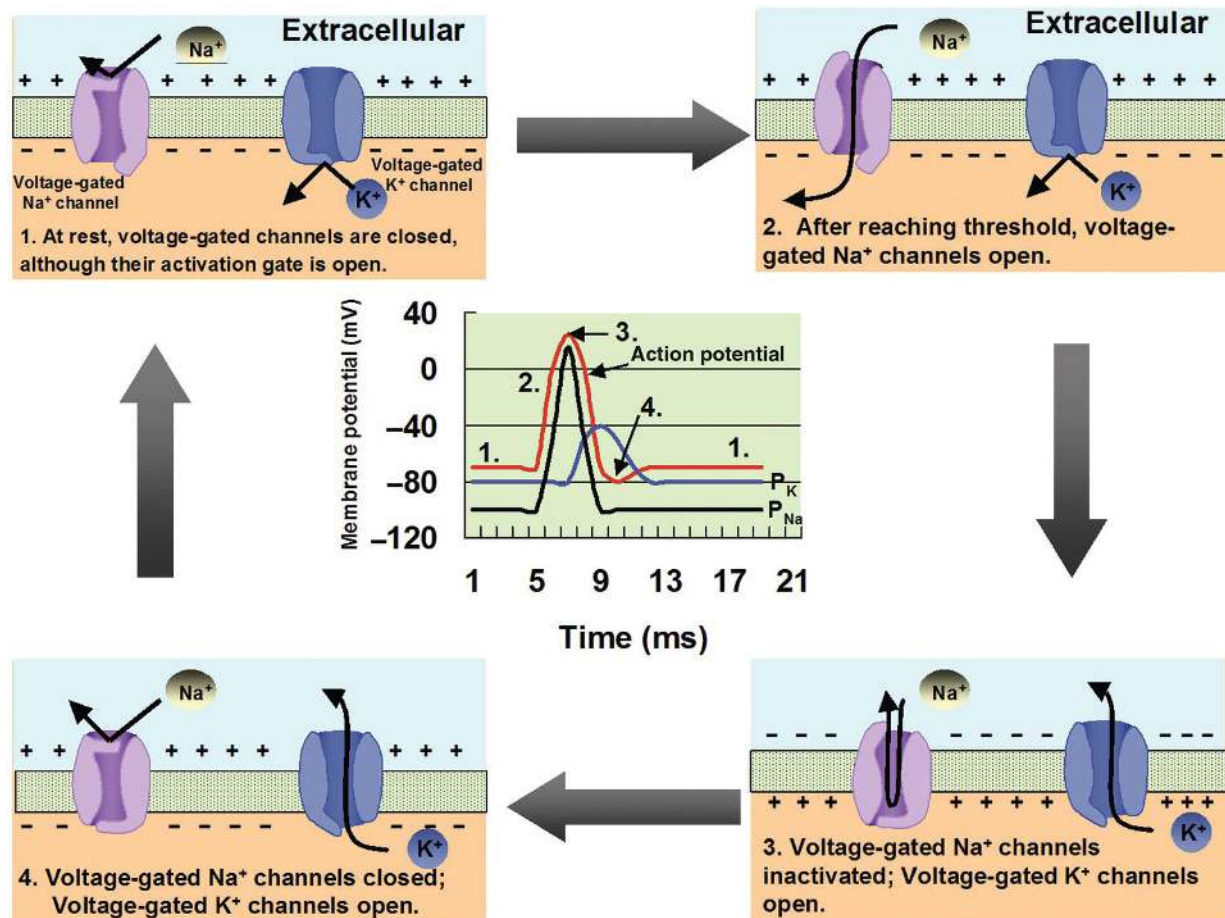 Na⁺
Extracellular
+ + + + + + + + + + +
– – – – – – – – – – – –
Voltage-gated
Na⁺ channel
Voltage-gated
K⁺ channel
K⁺
1. At rest, voltage-gated channels are closed,
although their activation gate is open.
Na⁺
Extracellular
K⁺
2. After reaching threshold, voltage-
gated Na⁺ channels open.
Membrane potential (mV)
40
0
–40
–80
–120
1.
2.
3.
Action potential
4.
1.
P_K
P_Na
1 5 9 13 17 21
Time (ms)
Na⁺
K⁺
4. Voltage-gated Na⁺ channels closed;
Voltage-gated K⁺ channels open.
Na⁺
K⁺
3. Voltage-gated Na⁺ channels
inactivated; Voltage-gated K⁺ channels
open.